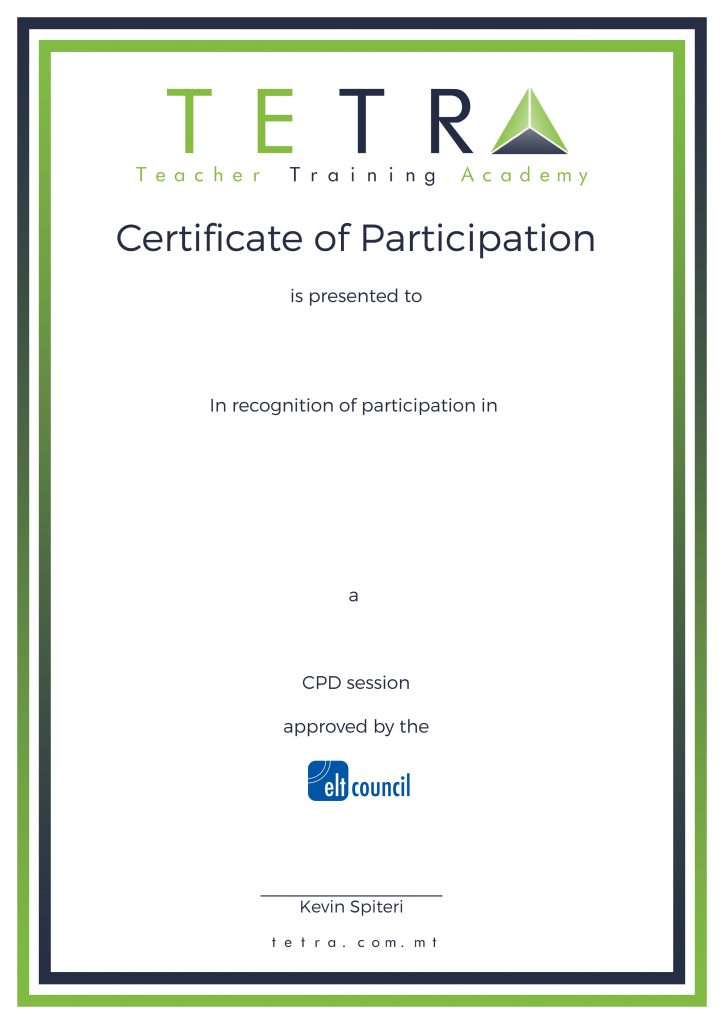 TETRA
Teacher Training Academy
Certificate of Participation
is presented to
In recognition of participation in
a
CPD session
approved by the
elt council
Kevin Spiteri
tetra.com.mt